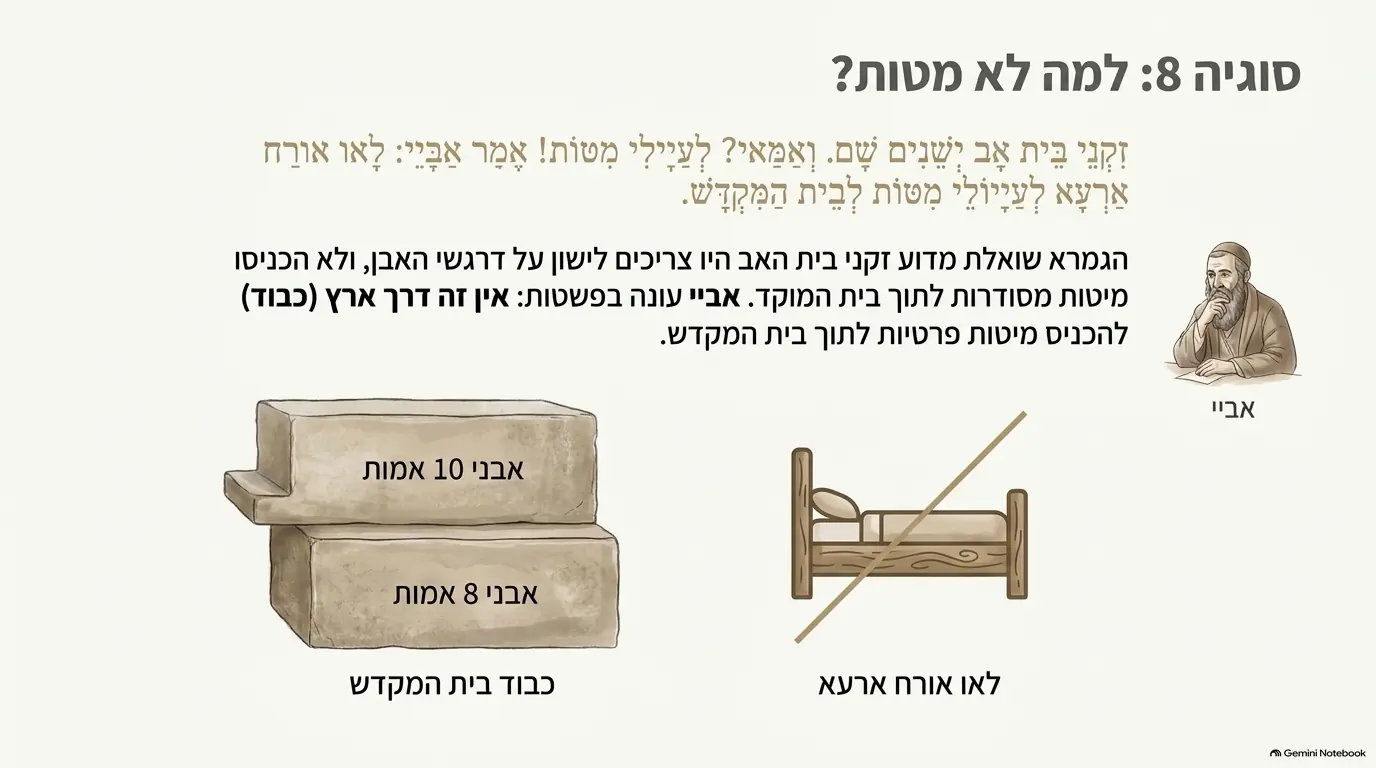 סוגיה 8: למה לא מטות?
זִקְנֵי בֵּית אָב יְשֵׁנִים שָׁם. וְאַמַּאי? לְעַיָּילֵי מִטּוֹת! אֲמַר אַבָּיֵי: לָאו אוֹרַח
אַרְעָא לְעַיָּיוֹלֵי מִטּוֹת לְבֵית הַמִּקְדָּשׁ.
הגמרא שואלת מדוע זקני בית האב היו צריכים לישון על דרגשי האבן, ולא הכניסו
מיטות מסודרות לתוך בית המוקד. אביי עונה בפשטות: אין זה דרך ארץ (כבוד)
להכניס מיטות פרטיות לתוך בית המקדש.
אביי
אבני 10 אמות
אבני 8 אמות
לאו אורח ארעא
כבוד בית המקדש
Gemini Notebook